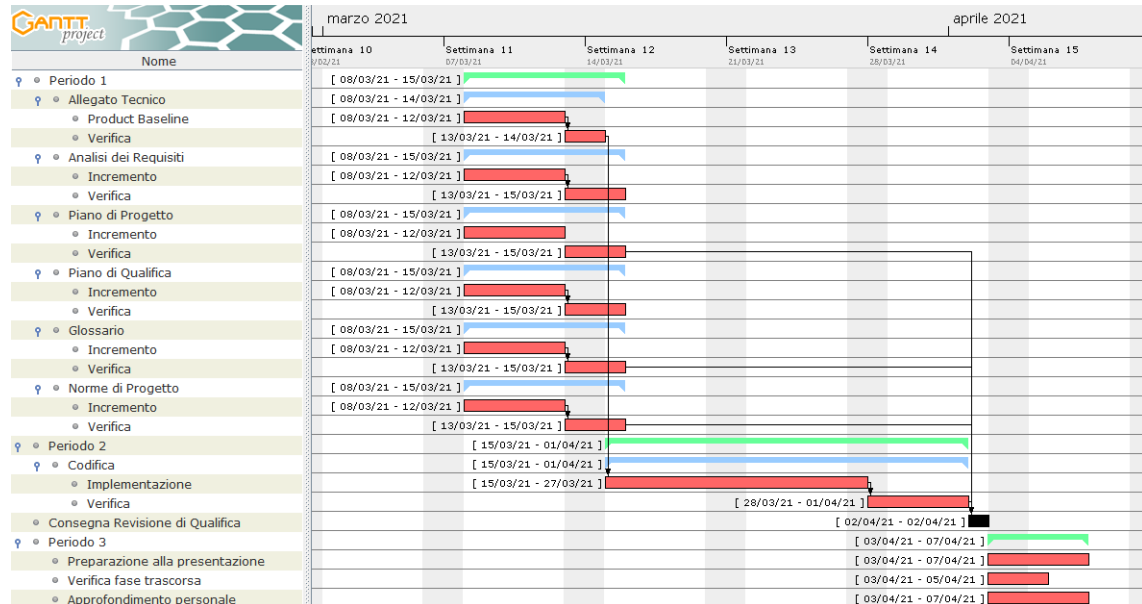 GANTT project
marzo 2021 aprile 2021
ettimana 10 Settimana 11 Settimana 12 Settimana 13 Settimana 14 Settimana 15
/02/21 07/03/21 14/03/21 21/03/21 28/03/21 04/04/21
Nome
Periodo 1 [ 08/03/21 - 15/03/21 ]
Allegato Tecnico [ 08/03/21 - 14/03/21 ]
Product Baseline [ 08/03/21 - 12/03/21 ]
Verifica [ 13/03/21 - 14/03/21 ]
Analisi dei Requisiti [ 08/03/21 - 15/03/21 ]
Incremento [ 08/03/21 - 12/03/21 ]
Verifica [ 13/03/21 - 15/03/21 ]
Piano di Progetto [ 08/03/21 - 15/03/21 ]
Incremento [ 08/03/21 - 12/03/21 ]
Verifica [ 13/03/21 - 15/03/21 ]
Piano di Qualifica [ 08/03/21 - 15/03/21 ]
Incremento [ 08/03/21 - 12/03/21 ]
Verifica [ 13/03/21 - 15/03/21 ]
Glossario [ 08/03/21 - 15/03/21 ]
Incremento [ 08/03/21 - 12/03/21 ]
Verifica [ 13/03/21 - 15/03/21 ]
Norme di Progetto [ 08/03/21 - 15/03/21 ]
Incremento [ 08/03/21 - 12/03/21 ]
Verifica [ 13/03/21 - 15/03/21 ]
Periodo 2 [ 15/03/21 - 01/04/21 ]
Codifica [ 15/03/21 - 01/04/21 ]
Implementazione [ 15/03/21 - 27/03/21 ]
Verifica [ 28/03/21 - 01/04/21 ]
Consegna Revisione di Qualifica [ 02/04/21 - 02/04/21 ]
Periodo 3 [ 03/04/21 - 07/04/21 ]
Preparazione alla presentazione [ 03/04/21 - 07/04/21 ]
Verifica fase trascorsa [ 03/04/21 - 05/04/21 ]
Approfondimento personale [ 03/04/21 - 07/04/21 ]